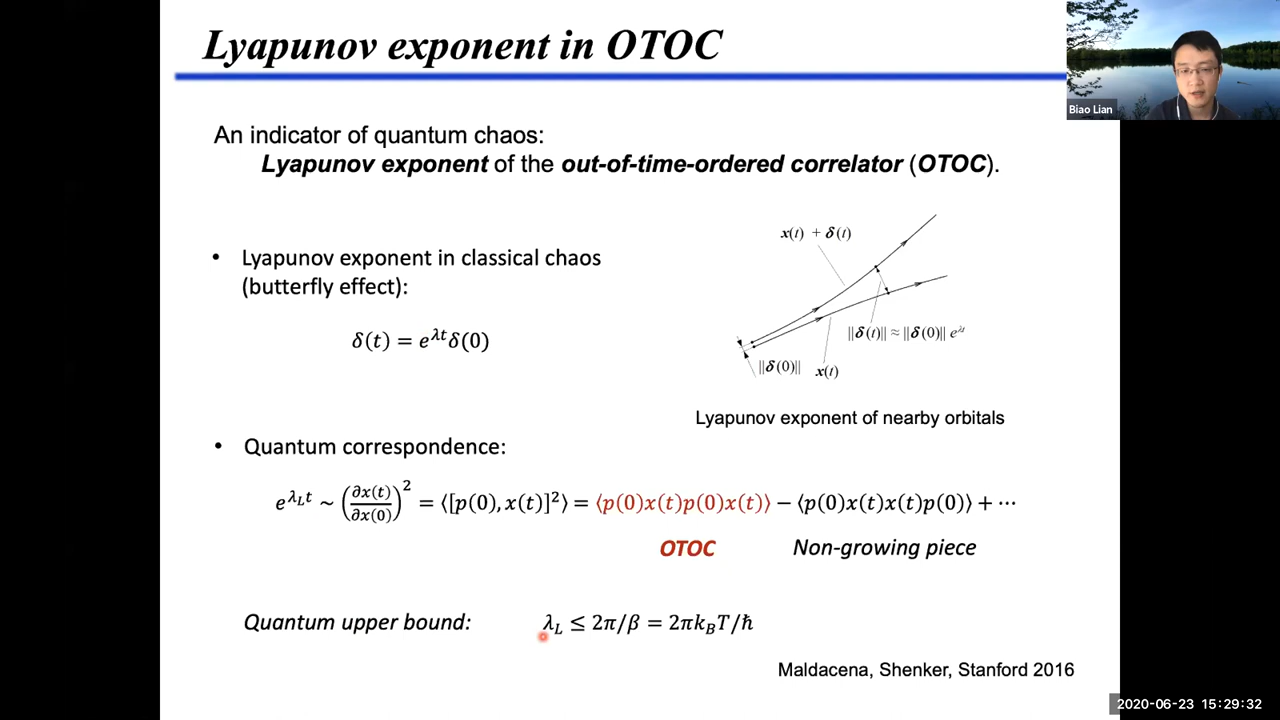 Lyapunov exponent in OTOC
Biao Lian
An indicator of quantum chaos:
Lyapunov exponent of the out-of-time-ordered correlator (OTOC).
• Lyapunov exponent in classical chaos
(butterfly effect):
δ(t) = e^{λt}δ(0)
x(t) + δ(t)
||δ(t)|| ≈ ||δ(0)|| e^{λt}
||δ(0)||
x(t)
Lyapunov exponent of nearby orbitals
• Quantum correspondence:
e^{λ_L t} ~ (∂x(t)/∂x(0))² = ⟨[p(0), x(t)]²⟩ = ⟨p(0)x(t)p(0)x(t)⟩ − ⟨p(0)x(t)x(t)p(0)⟩ + ⋯
OTOC Non-growing piece
Quantum upper bound: λ_L ≤ 2π/β = 2πk_BT/ħ
Maldacena, Shenker, Stanford 2016
2020-06-23 15:29:32